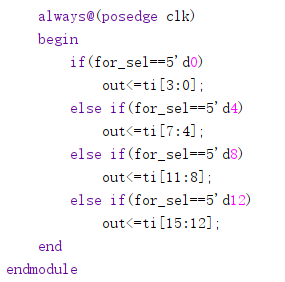 always@(posedge clk)
begin
if(for_sel==5'd0)
out<=ti[3:0];
else if(for_sel==5'd4)
out<=ti[7:4];
else if(for_sel==5'd8)
out<=ti[11:8];
else if(for_sel==5'd12)
out<=ti[15:12];
end
endmodule